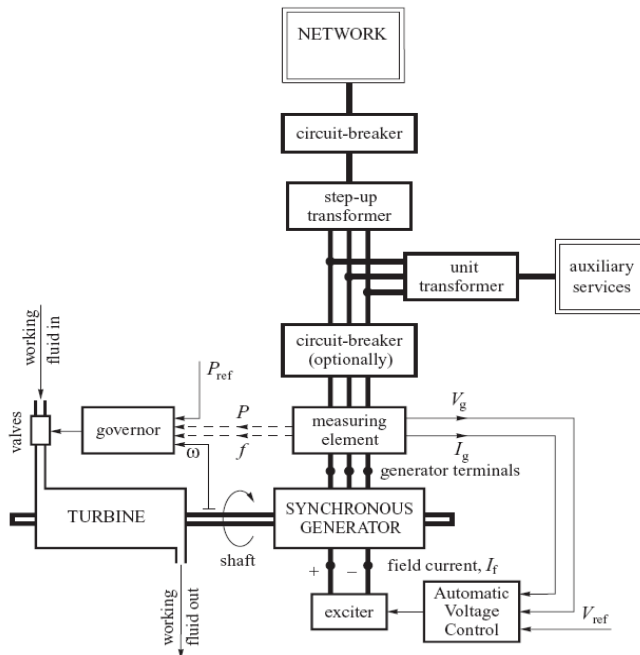 NETWORK
circuit-breaker
step-up
transformer
unit
transformer
auxiliary
services
circuit-breaker
(optionally)
working
fluid in
P_ref
valves
governor
P
f
ω
measuring
element
V_g
I_g
generator terminals
TURBINE
shaft
SYNCHRONOUS
GENERATOR
+
–
field current, I_f
exciter
Automatic
Voltage
Control
V_ref
working
fluid out